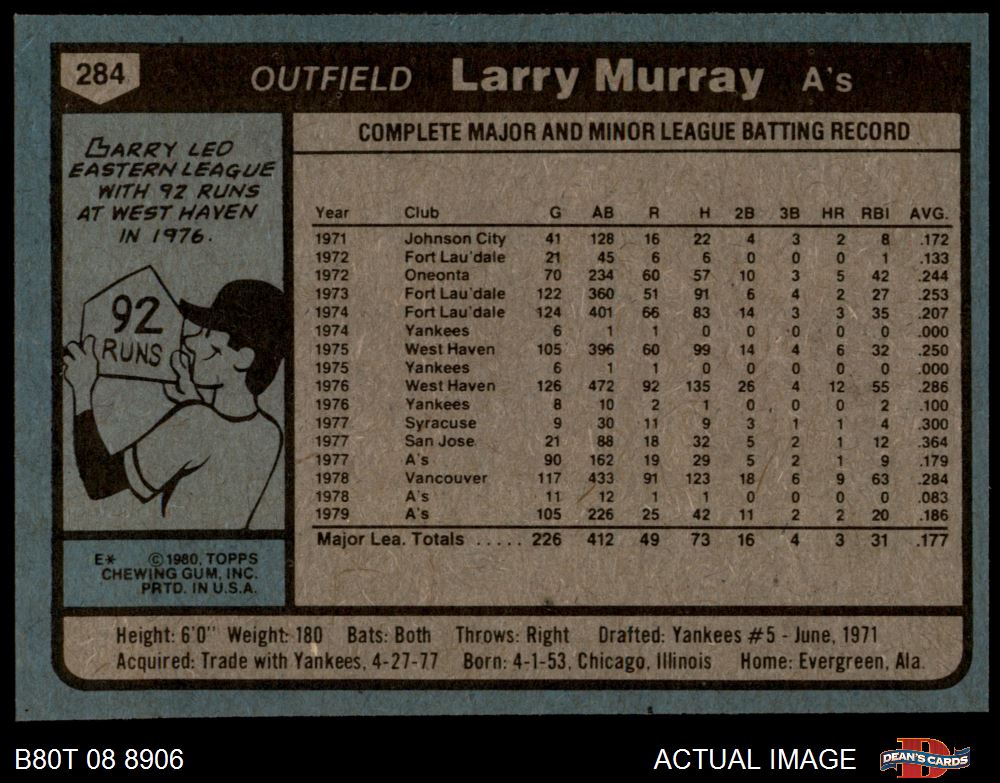 284 OUTFIELD Larry Murray A's
LARRY LED
EASTERN LEAGUE
WITH 92 RUNS
AT WEST HAVEN
IN 1976.
92
RUNS
E* © 1980, TOPPS
CHEWING GUM, INC.
PRTD. IN U.S.A.
COMPLETE MAJOR AND MINOR LEAGUE BATTING RECORD
Year Club G AB R H 2B 3B HR RBI AVG.
1971 Johnson City 41 128 16 22 4 3 2 8 .172
1972 Fort Lau'dale 21 45 6 6 0 0 0 1 .133
1972 Oneonta 70 234 60 57 10 3 5 42 .244
1973 Fort Lau'dale 122 360 51 91 6 4 2 27 .253
1974 Fort Lau'dale 124 401 66 83 14 3 3 35 .207
1974 Yankees 6 1 1 0 0 0 0 0 .000
1975 West Haven 105 396 60 99 14 4 6 32 .250
1975 Yankees 6 1 1 0 0 0 0 0 .000
1976 West Haven 126 472 92 135 26 4 12 55 .286
1976 Yankees 8 10 2 1 0 0 0 2 .100
1977 Syracuse 9 30 11 9 3 1 1 4 .300
1977 San Jose 21 88 18 32 5 2 1 12 .364
1977 A's 90 162 19 29 5 2 1 9 .179
1978 Vancouver 117 433 91 123 18 6 9 63 .284
1978 A's 11 12 1 1 0 0 0 0 .083
1979 A's 105 226 25 42 11 2 2 20 .186
Major Lea. Totals ..... 226 412 49 73 16 4 3 31 .177
Height: 6'0" Weight: 180 Bats: Both Throws: Right Drafted: Yankees #5 - June, 1971
Acquired: Trade with Yankees, 4-27-77 Born: 4-1-53, Chicago, Illinois Home: Evergreen, Ala.
B80T 08 8906 ACTUAL IMAGE D DEAN'S CARDS